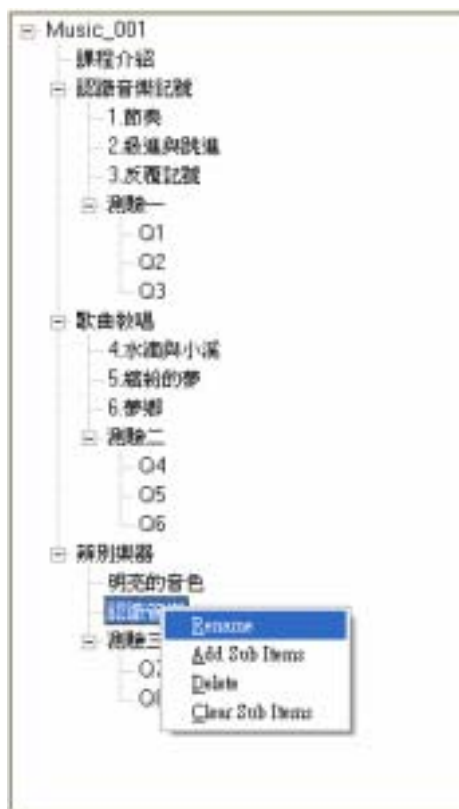 Music_001
課程介紹
認識音樂記號
1.節奏
2.級進與跳進
3.反覆記號
測驗一
Q1
Q2
Q3
歌曲教唱
4.水滴與小溪
5.繽紛的夢
6.夢鄉
測驗二
Q4
Q5
Q6
辨別樂器
明亮的音色
認識
Rename
測驗三
Add Sub Items
Delete
Clear Sub Items